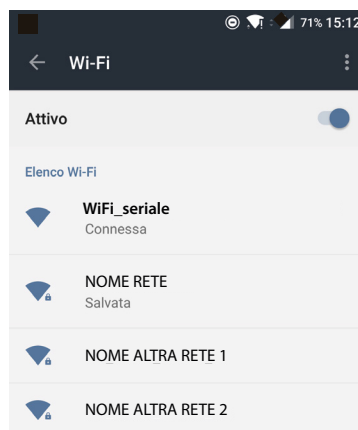 71% 15:12
Wi-Fi
Attivo
Elenco Wi-Fi
WiFi_seriale
Connessa
NOME RETE
Salvata
NOME ALTRA RETE 1
NOME ALTRA RETE 2